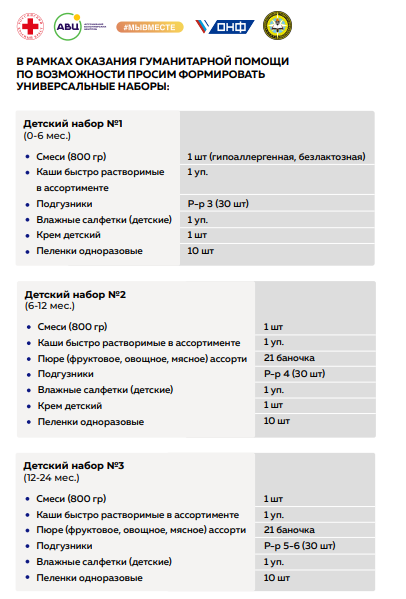 АВЦ
#МЫВМЕСТЕ
ОНФ
В РАМКАХ ОКАЗАНИЯ ГУМАНИТАРНОЙ ПОМОЩИ
ПО ВОЗМОЖНОСТИ ПРОСИМ ФОРМИРОВАТЬ
УНИВЕРСАЛЬНЫЕ НАБОРЫ:
Детский набор №1
(0-6 мес.)
• Смеси (800 гр) 1 шт (гипоаллергенная, безлактозная)
• Каши быстро растворимые 1 уп.
в ассортименте
• Подгузники Р-р 3 (30 шт)
• Влажные салфетки (детские) 1 уп.
• Крем детский 1 шт
• Пеленки одноразовые 10 шт
Детский набор №2
(6-12 мес.)
• Смеси (800 гр) 1 шт
• Каши быстро растворимые в ассортименте 1 уп.
• Пюре (фруктовое, овощное, мясное) ассорти 21 баночка
• Подгузники Р-р 4 (30 шт)
• Влажные салфетки (детские) 1 уп.
• Крем детский 1 шт
• Пеленки одноразовые 10 шт
Детский набор №3
(12-24 мес.)
• Смеси (800 гр) 1 шт
• Каши быстро растворимые в ассортименте 1 уп.
• Пюре (фруктовое, овощное, мясное) ассорти 21 баночка
• Подгузники Р-р 5-6 (30 шт)
• Влажные салфетки (детские) 1 уп.
• Пеленки одноразовые 10 шт